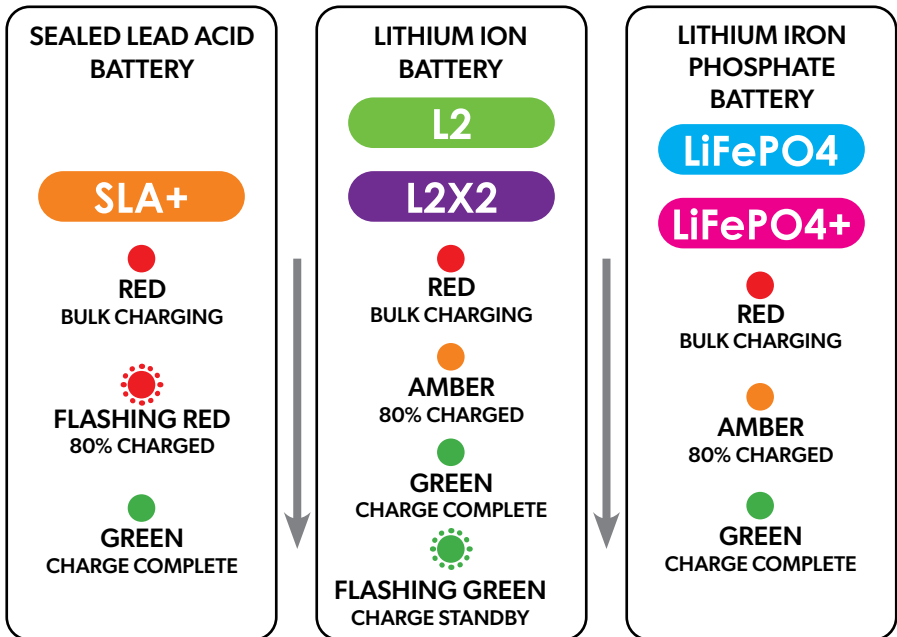 SEALED LEAD ACID
BATTERY
SLA+
RED
BULK CHARGING
FLASHING RED
80% CHARGED
GREEN
CHARGE COMPLETE
LITHIUM ION
BATTERY
L2
L2X2
RED
BULK CHARGING
AMBER
80% CHARGED
GREEN
CHARGE COMPLETE
FLASHING GREEN
CHARGE STANDBY
LITHIUM IRON
PHOSPHATE
BATTERY
LiFePO4
LiFePO4+
RED
BULK CHARGING
AMBER
80% CHARGED
GREEN
CHARGE COMPLETE